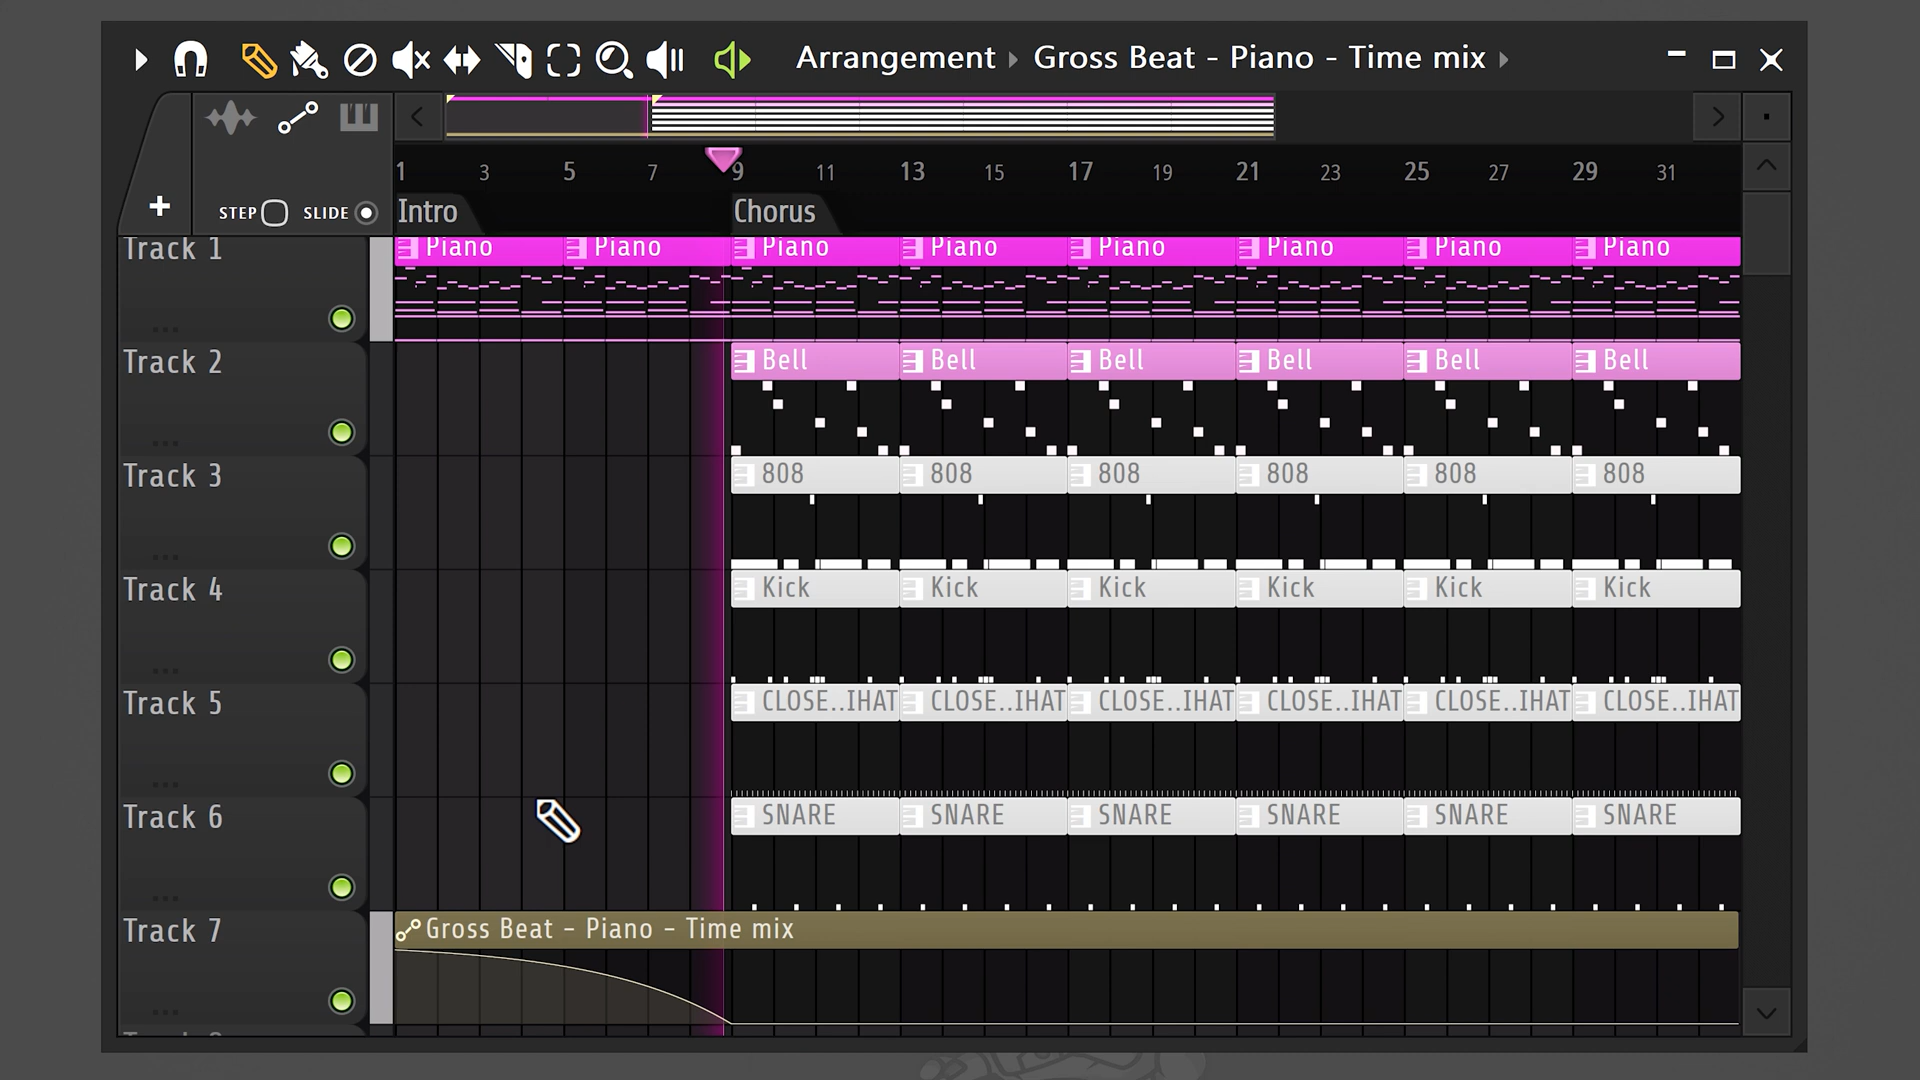 Arrangement Gross Beat - Piano - Time mix
1 3 5 7 9 11 13 15 17 19 21 23 25 27 29 31
+ STEP SLIDE Intro Chorus
Track 1 Piano Piano Piano Piano Piano Piano Piano Piano
...
Track 2 Bell Bell Bell Bell Bell Bell
...
Track 3 808 808 808 808 808 808
...
Track 4 Kick Kick Kick Kick Kick Kick
...
Track 5 CLOSE..IHAT CLOSE..IHAT CLOSE..IHAT CLOSE..IHAT CLOSE..IHAT CLOSE..IHAT
...
Track 6 SNARE SNARE SNARE SNARE SNARE SNARE
...
Track 7 Gross Beat - Piano - Time mix
...